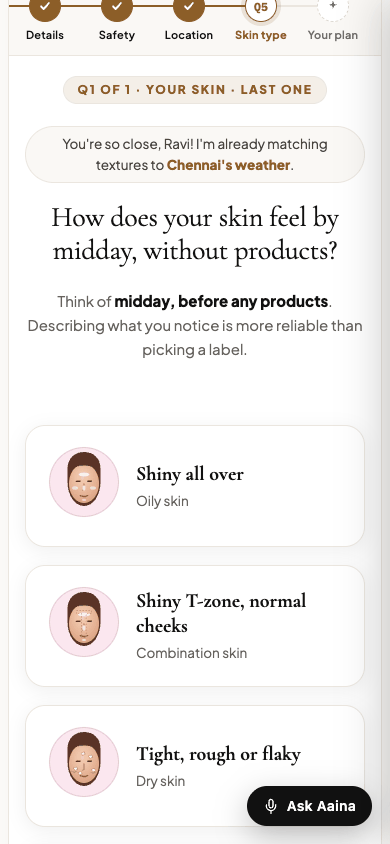 Q5
Details
Safety
Location
Skin type
Your plan
Q1 OF 1 · YOUR SKIN · LAST ONE
You're so close, Ravi! I'm already matching
textures to Chennai's weather.
How does your skin feel by
midday, without products?
Think of midday, before any products.
Describing what you notice is more reliable than
picking a label.
Shiny all over
Oily skin
Shiny T-zone, normal
cheeks
Combination skin
Tight, rough or flaky
Dry skin
Ask Aaina